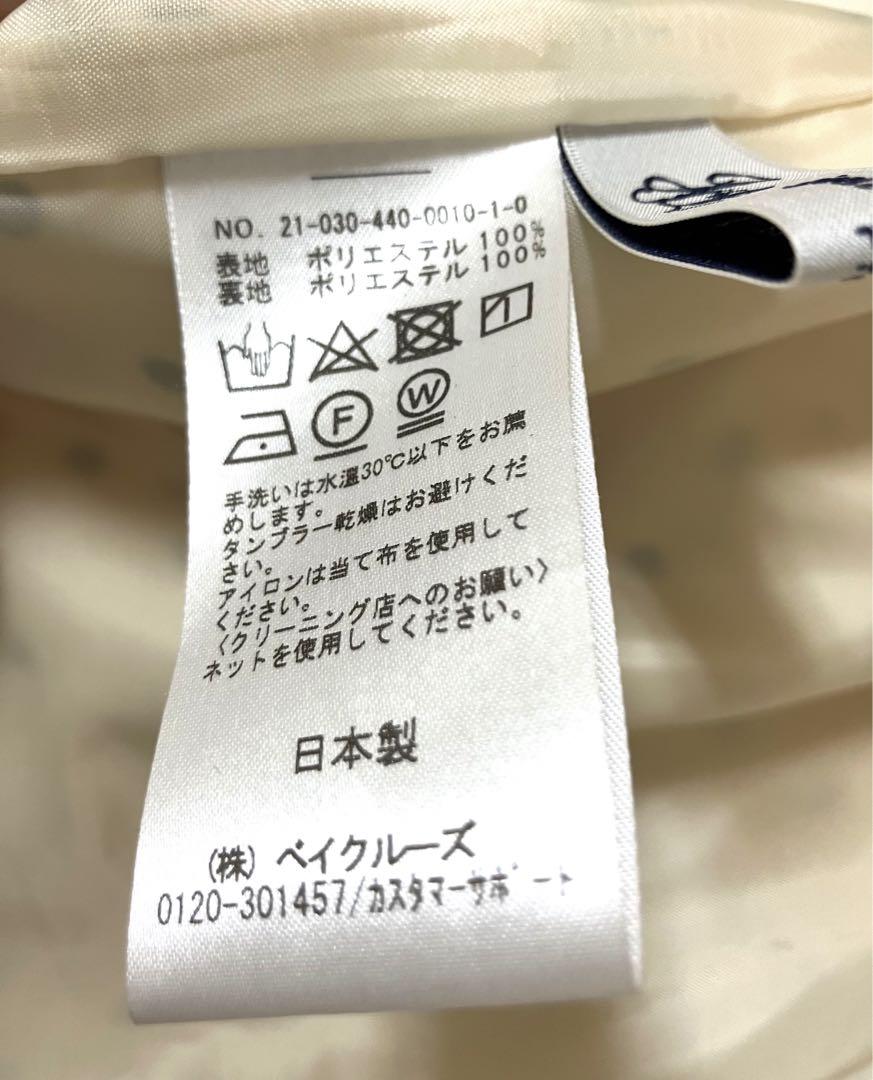 NO. 21-030-440-0010-1-0
表地 ポリエステル 100%
裏地 ポリエステル 100%
F W
手洗いは水温30℃以下をお薦
めします。
タンブラー乾燥はお避けくだ
さい。
アイロンは当て布を使用して
ください。
〈クリーニング店へのお願い〉
ネットを使用してください。
日本製
(株) ベイクルーズ
0120-301457/カスタマーサポート